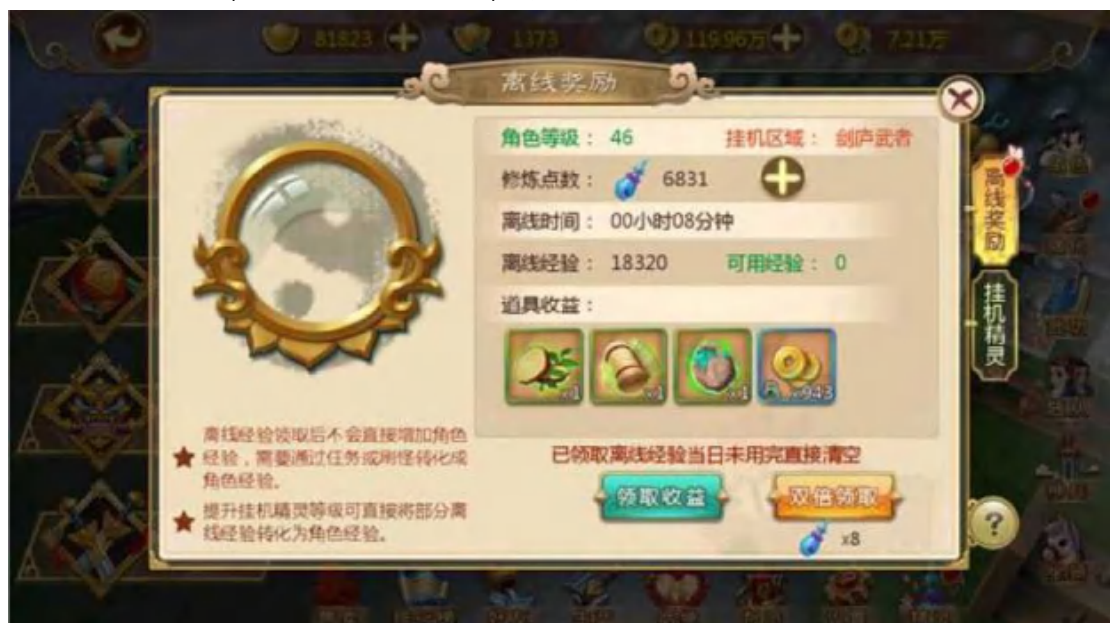 81823 1373 119.96万 7.21万
离线奖励
角色等级： 46 挂机区域： 剑庐武者
修炼点数： 6831
离线时间： 00小时08分钟
离线经验： 18320 可用经验： 0
道具收益：
x1 x1 x1 x943
离线奖励
挂机精灵
离线经验领取后不会直接增加角色
经验，需要通过任务或刷怪转化成
角色经验。
提升挂机精灵等级可直接将部分离
线经验转化为角色经验。
已领取离线经验当日未用完直接清空
领取收益 双倍领取
x8
?